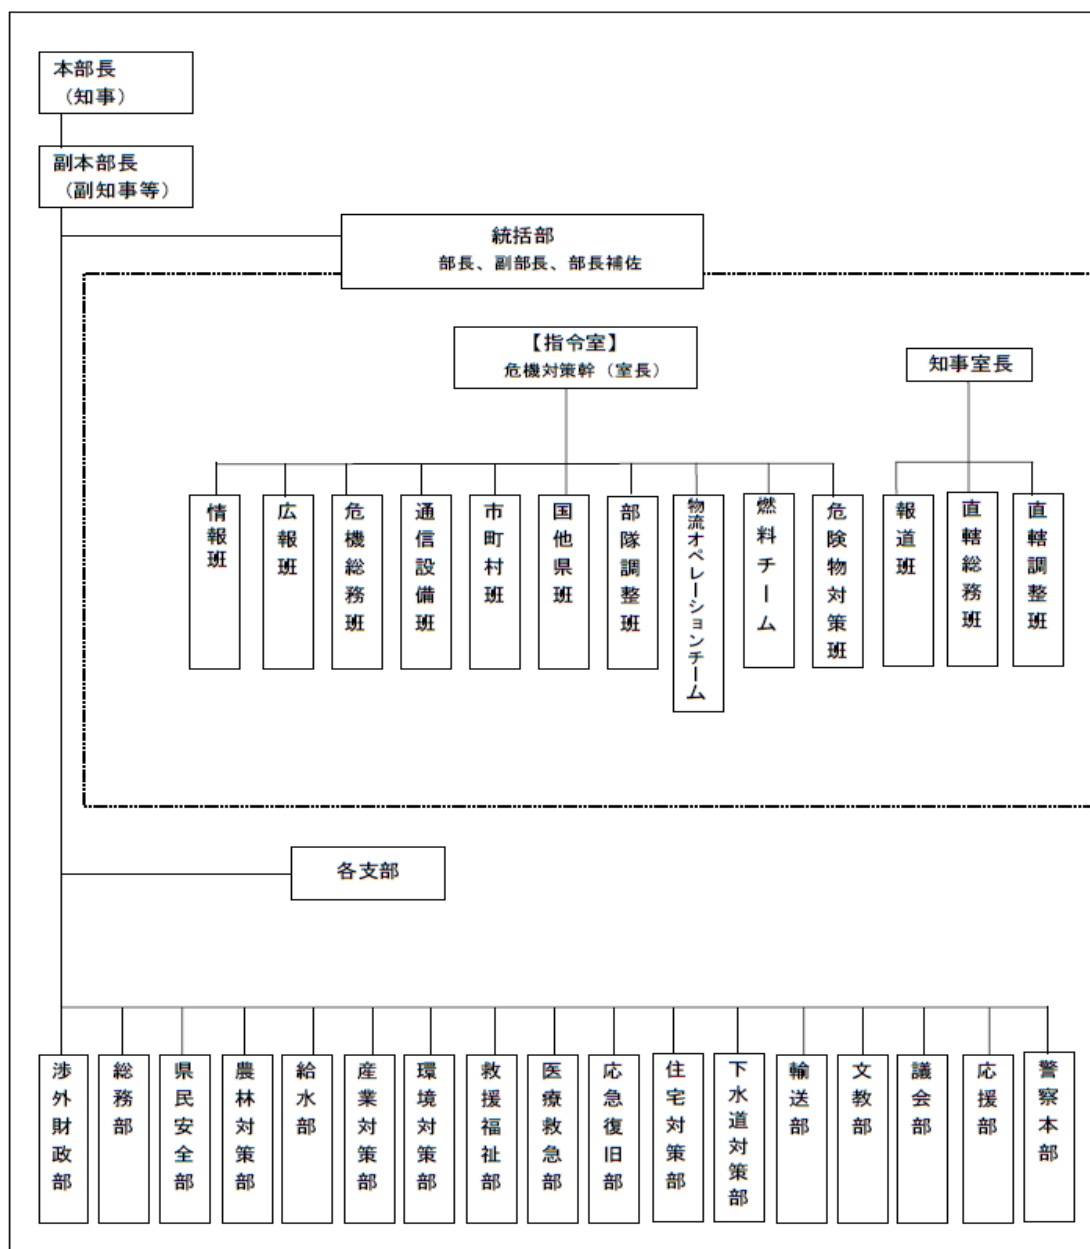 本部長
（知事）
副本部長
（副知事等）
統括部
部長、副部長、部長補佐
【指令室】
危機対策幹（室長）
知事室長
情報班
広報班
危機総務班
通信設備班
市町村班
国他県班
部隊調整班
物流オペレーションチーム
燃料チーム
危険物対策班
報道班
直轄総務班
直轄調整班
各支部
渉外財政部
総務部
県民安全部
農林対策部
給水部
産業対策部
環境対策部
救援福祉部
医療救急部
応急復旧部
住宅対策部
下水道対策部
輸送部
文教部
議会部
応援部
警察本部